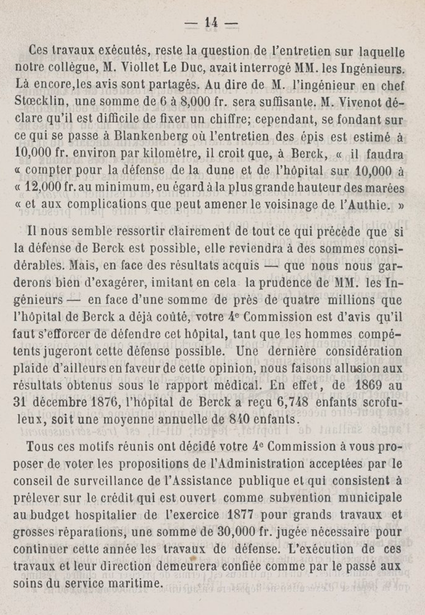 — 14 —
Ces travaux exécutés, reste la question de l'entretien sur laquelle
notre collègue, M. Viollet Le Duc, avait interrogé MM. les Ingénieurs.
Là encore, les avis sont partagés. Au dire de M. l'ingénieur en chef
Stœcklin, une somme de 6 à 8,000 fr. sera suffisante. M. Vivenot dé-
clare qu'il est difficile de fixer un chiffre; cependant, se fondant sur
ce qui se passe à Blankenberg où l'entretien des épis est estimé à
10,000 fr. environ par kilomètre, il croit que, à Berck, « il faudra
« compter pour la défense de la dune et de l'hôpital sur 10,000 à
« 12,000 fr. au minimum, eu égard à la plus grande hauteur des marées
« et aux complications que peut amener le voisinage de l'Authie. »
Il nous semble ressortir clairement de tout ce qui précède que si
la défense de Berck est possible, elle reviendra à des sommes consi-
dérables. Mais, en face des résultats acquis — que nous nous gar-
derons bien d'exagérer, imitant en cela la prudence de MM. les In-
génieurs — en face d'une somme de près de quatre millions que
l'hôpital de Berck a déjà coûté, votre 4e Commission est d'avis qu'il
faut s'efforcer de défendre cet hôpital, tant que les hommes compé-
tents jugeront cette défense possible. Une dernière considération
plaide d'ailleurs en faveur de cette opinion, nous faisons allusion aux
résultats obtenus sous le rapport médical. En effet, de 1869 au
31 décembre 1876, l'hôpital de Berck a reçu 6,748 enfants scrofu-
leux, soit une moyenne annuelle de 840 enfants.
Tous ces motifs réunis ont décidé votre 4e Commission à vous pro-
poser de voter les propositions de l'Administration acceptées par le
conseil de surveillance de l'Assistance publique et qui consistent à
prélever sur le crédit qui est ouvert comme subvention municipale
au budget hospitalier de l'exercice 1877 pour grands travaux et
grosses réparations, une somme de 30,000 fr. jugée nécessaire pour
continuer cette année les travaux de défense. L'exécution de ces
travaux et leur direction demeurera confiée comme par le passé aux
soins du service maritime.